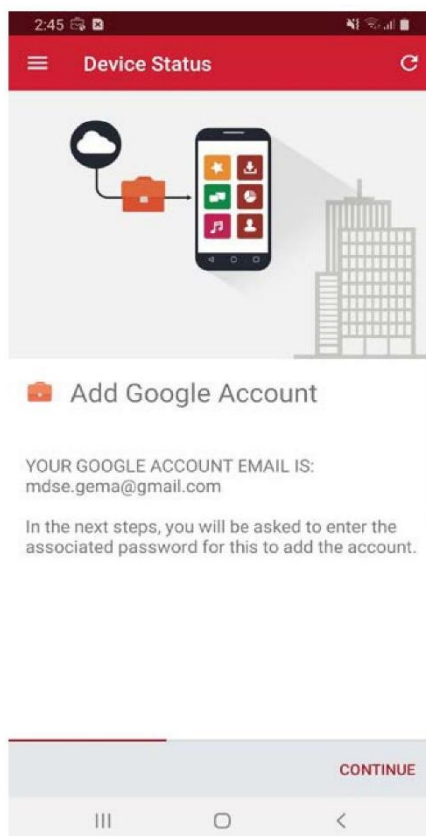 2:45
Device Status
Add Google Account
YOUR GOOGLE ACCOUNT EMAIL IS:
mdse.gema@gmail.com
In the next steps, you will be asked to enter the
associated password for this to add the account.
CONTINUE